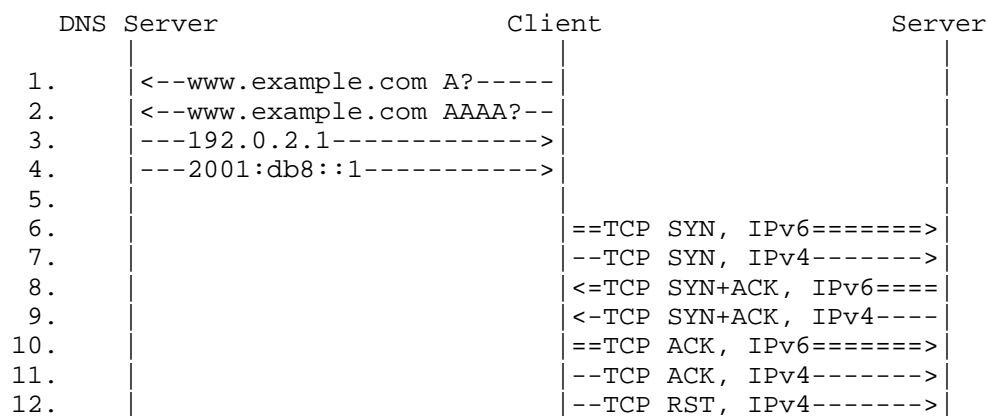 DNS Server                  Client                  Server
      |                          |                       |
 1.   |<--www.example.com A?-----|                       |
 2.   |<--www.example.com AAAA?--|                       |
 3.   |---192.0.2.1------------->|                       |
 4.   |---2001:db8::1----------->|                       |
 5.   |                          |                       |
 6.   |                          |==TCP SYN, IPv6=======>|
 7.   |                          |--TCP SYN, IPv4------->|
 8.   |                          |<=TCP SYN+ACK, IPv6====|
 9.   |                          |<-TCP SYN+ACK, IPv4----|
10.   |                          |==TCP ACK, IPv6=======>|
11.   |                          |--TCP ACK, IPv4------->|
12.   |                          |--TCP RST, IPv4------->|